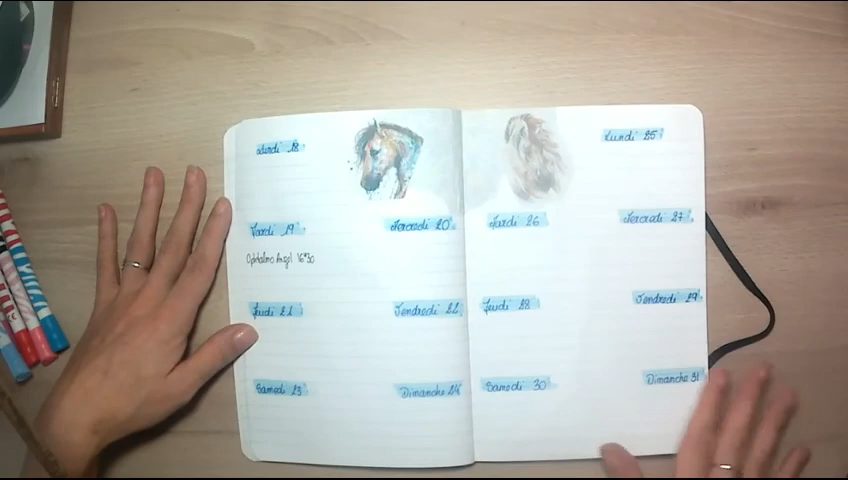 Lundi 18
Mardi 19
Mercredi 20
Ophtalmo Angel 16h30
Jeudi 21
Vendredi 22
Samedi 23
Dimanche 24
Lundi 25
Mardi 26
Mercredi 27
Jeudi 28
Vendredi 29
Samedi 30
Dimanche 31